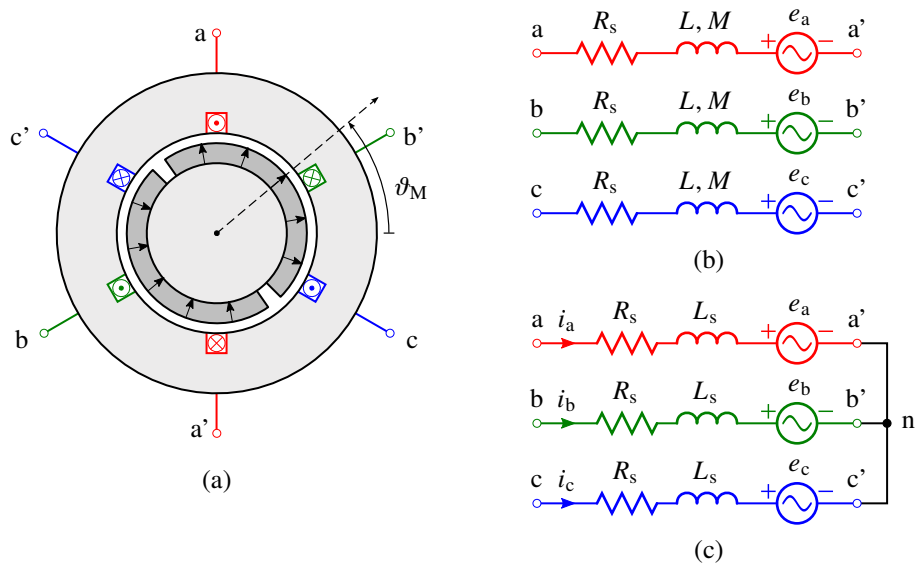 a
c'
b'
ϑM
b
c
a'
(a)
a Rs L, M + ea − a'
b Rs L, M + eb − b'
c Rs L, M + ec − c'
(b)
a ia Rs Ls + ea − a'
b ib Rs Ls + eb − b' n
c ic Rs Ls + ec − c'
(c)